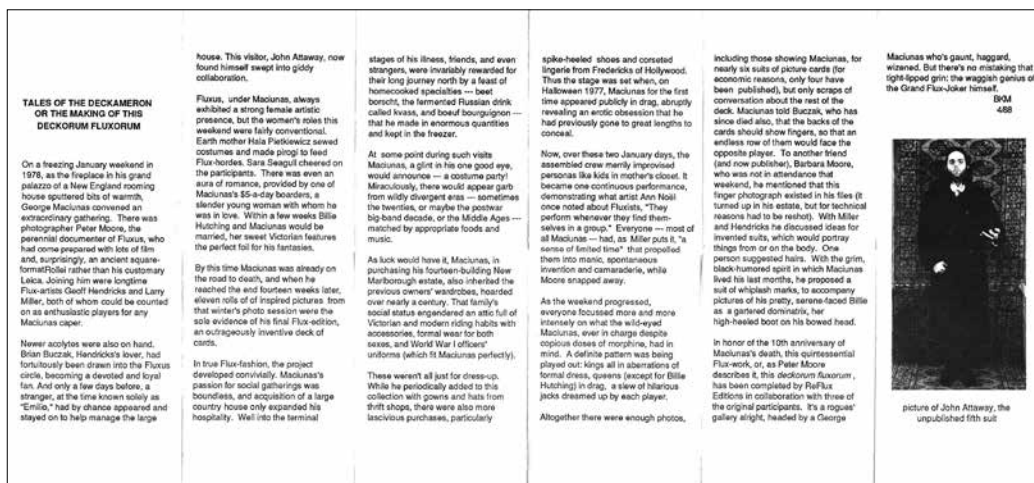 TALES OF THE DECKAMERON
OR THE MAKING OF THIS
DECKORUM FLUXORUM
On a freezing January weekend in
1978, as the fireplace in his grand
palazzo of a New England rooming
house sputtered bits of warmth,
George Maciunas convened an
extraordinary gathering. There was
photographer Peter Moore, the
perennial documenter of Fluxus, who
had come prepared with lots of film
and, surprisingly, an ancient square-
formatRollei rather than his customary
Leica. Joining him were longtime
Flux-artists Geoff Hendricks and Larry
Miller, both of whom could be counted
on as enthusiastic players for any
Maciunas caper.
Newer acolytes were also on hand.
Brian Buczak, Hendricks's lover, had
fortuitously been drawn into the Fluxus
circle, becoming a devoted and loyal
fan. And only a few days before, a
stranger, at the time known solely as
"Emilio," had by chance appeared and
stayed on to help manage the large
house. This visitor, John Attaway, now
found himself swept into giddy
collaboration.
Fluxus, under Maciunas, always
exhibited a strong female artistic
presence, but the women's roles this
weekend were fairly conventional.
Earth mother Hala Pietkiewicz sewed
costumes and made pirogi to feed
Flux-hordes. Sara Seagull cheered on
the participants. There was even an
aura of romance, provided by one of
Maciunas's $5-a-day boarders, a
slender young woman with whom he
was in love. Within a few weeks Billie
Hutching and Maciunas would be
married, her sweet Victorian features
the perfect foil for his fantasies.
By this time Maciunas was already on
the road to death, and when he
reached the end fourteen weeks later,
eleven rolls of of inspired pictures from
that winter's photo session were the
sole evidence of his final Flux-edition,
an outrageously inventive deck of
cards.
In true Flux-fashion, the project
developed convivially. Maciunas's
passion for social gatherings was
boundless, and acquisition of a large
country house only expanded his
hospitality. Well into the terminal
stages of his illness, friends, and even
strangers, were invariably rewarded for
their long journey north by a feast of
homecooked specialties --- beet
borscht, the fermented Russian drink
called kvass, and boeuf bourguignon ---
that he made in enormous quantities
and kept in the freezer.
At some point during such visits
Maciunas, a glint in his one good eye,
would announce --- a costume party!
Miraculously, there would appear garb
from wildly divergent eras --- sometimes
the twenties, or maybe the postwar
big-band decade, or the Middle Ages ---
matched by appropriate foods and
music.
As luck would have it, Maciunas, in
purchasing his fourteen-building New
Marlborough estate, also inherited the
previous owners' wardrobes, hoarded
over nearly a century. That family's
social status engendered an attic full of
Victorian and modern riding habits with
accessories, formal wear for both
sexes, and World War I officers'
uniforms (which fit Maciunas perfectly).
These weren't all just for dress-up.
While he periodically added to this
collection with gowns and hats from
thrift shops, there were also more
lascivious purchases, particularly
spike-heeled shoes and corseted
lingerie from Fredericks of Hollywood.
Thus the stage was set when, on
Halloween 1977, Maciunas for the first
time appeared publicly in drag, abruptly
revealing an erotic obsession that he
had previously gone to great lengths to
conceal.
Now, over these two January days, the
assembled crew merrily improvised
personas like kids in mother's closet. It
became one continuous performance,
demonstrating what artist Ann Noël
once noted about Fluxists, "They
perform whenever they find them-
selves in a group." Everyone --- most of
all Maciunas --- had, as Miller puts it, "a
sense of limited time" that propelled
them into manic, spontaneous
invention and camaraderie, while
Moore snapped away.
As the weekend progressed,
everyone focussed more and more
intensely on what the wild-eyed
Maciunas, ever in charge despite
copious doses of morphine, had in
mind. A definite pattern was being
played out: kings all in aberrations of
formal dress, queens (except for Billie
Hutching) in drag, a slew of hilarious
jacks dreamed up by each player.
Altogether there were enough photos,
including those showing Maciunas, for
nearly six suits of picture cards (for
economic reasons, only four have
been published), but only scraps of
conversation about the rest of the
deck. Maciunas told Buczak, who has
since died also, that the backs of the
cards should show fingers, so that an
endless row of them would face the
opposite player. To another friend
(and now publisher), Barbara Moore,
who was not in attendance that
weekend, he mentioned that this
finger photograph existed in his files (it
turned up in his estate, but for technical
reasons had to be reshot). With Miller
and Hendricks he discussed ideas for
invented suits, which would portray
things from or on the body. One
person suggested hairs. With the grim,
black-humored spirit in which Maciunas
lived his last months, he proposed a
suit of whiplash marks, to accompany
pictures of his pretty, serene-faced Billie
as a gartered dominatrix, her
high-heeled boot on his bowed head.
In honor of the 10th anniversary of
Maciunas's death, this quintessential
Flux-work, or, as Peter Moore
describes it, this deckorum fluxorum,
has been completed by ReFlux
Editions in collaboration with three of
the original participants. It's a rogues'
gallery alright, headed by a George
Maciunas who's gaunt, haggard,
wizened. But there's no mistaking that
tight-lipped grin: the waggish genius of
the Grand Flux-Joker himself.
BKM
4/88
picture of John Attaway, the
unpublished fifth suit